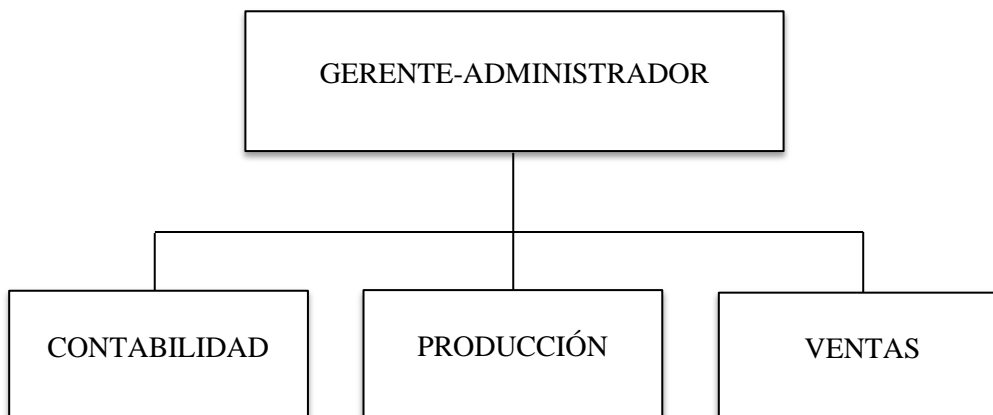 GERENTE-ADMINISTRADOR
CONTABILIDAD
PRODUCCIÓN
VENTAS